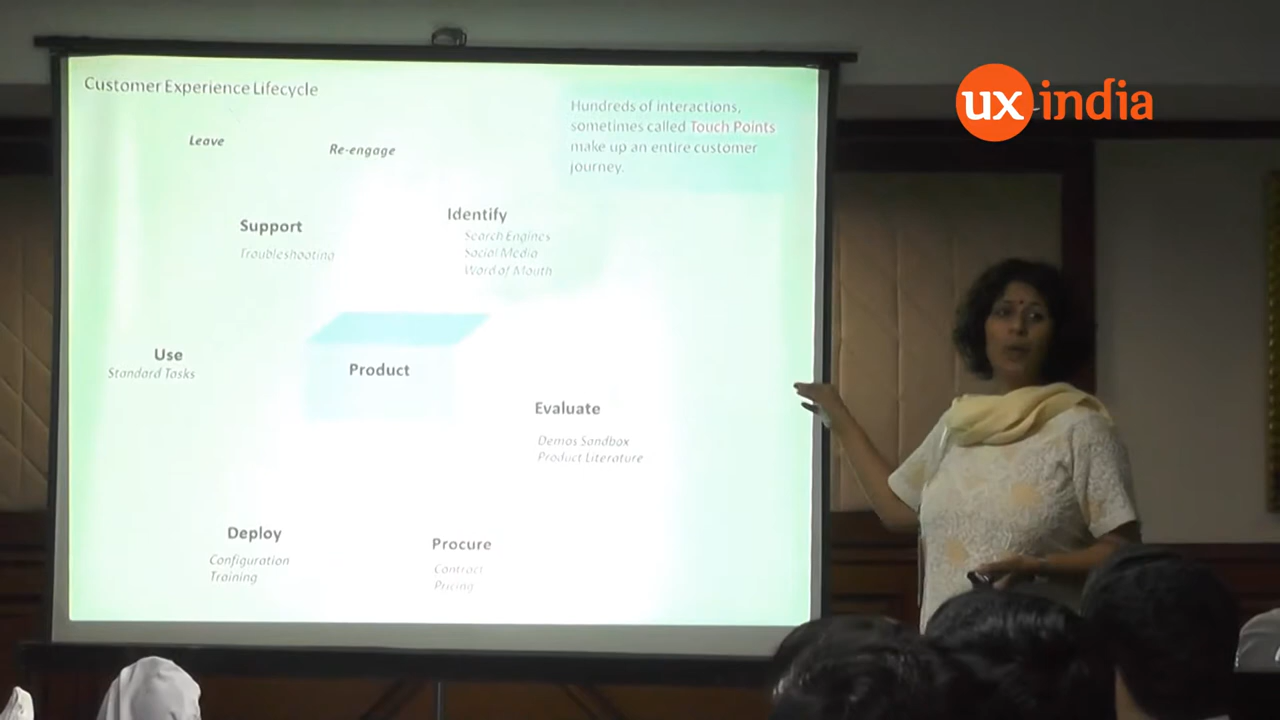 Customer Experience Lifecycle
Hundreds of interactions,
sometimes called Touch Points
make up an entire customer
journey.
Leave
Re-engage
Support
Troubleshooting
Identify
Search Engines
Social Media
Word of Mouth
Use
Standard Tasks
Product
Evaluate
Demos Sandbox
Product Literature
Deploy
Configuration
Training
Procure
Contract
Pricing
uxindia